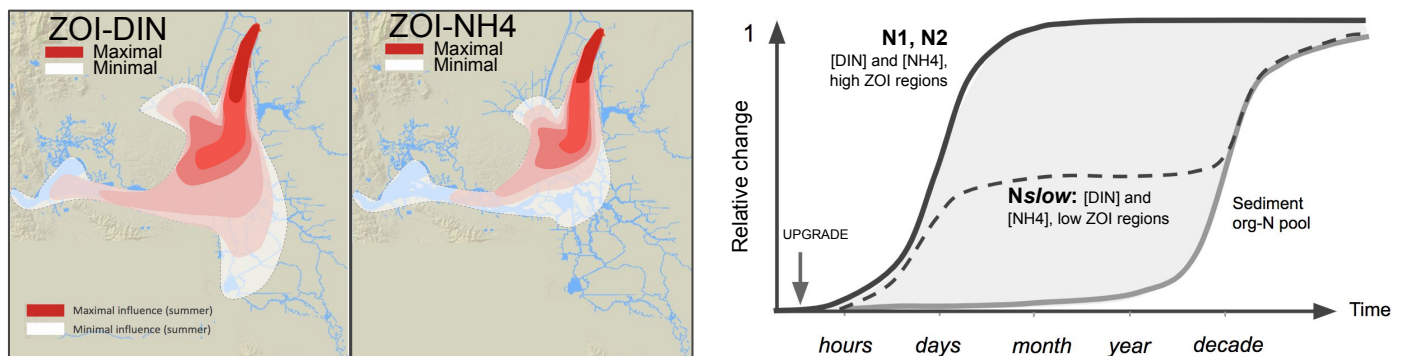 ZOI-DIN
Maximal
Minimal
Maximal influence (summer)
Minimal influence (summer)
ZOI-NH4
Maximal
Minimal
Relative change
1
N1, N2
[DIN] and [NH4],
high ZOI regions
UPGRADE
Nslow: [DIN] and
[NH4], low ZOI regions
Sediment
org-N pool
Time
hours days month year decade